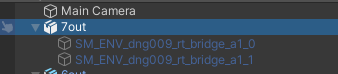 Main Camera
7out
SM_ENV_dng009_rt_bridge_a1_0
SM_ENV_dng009_rt_bridge_a1_1